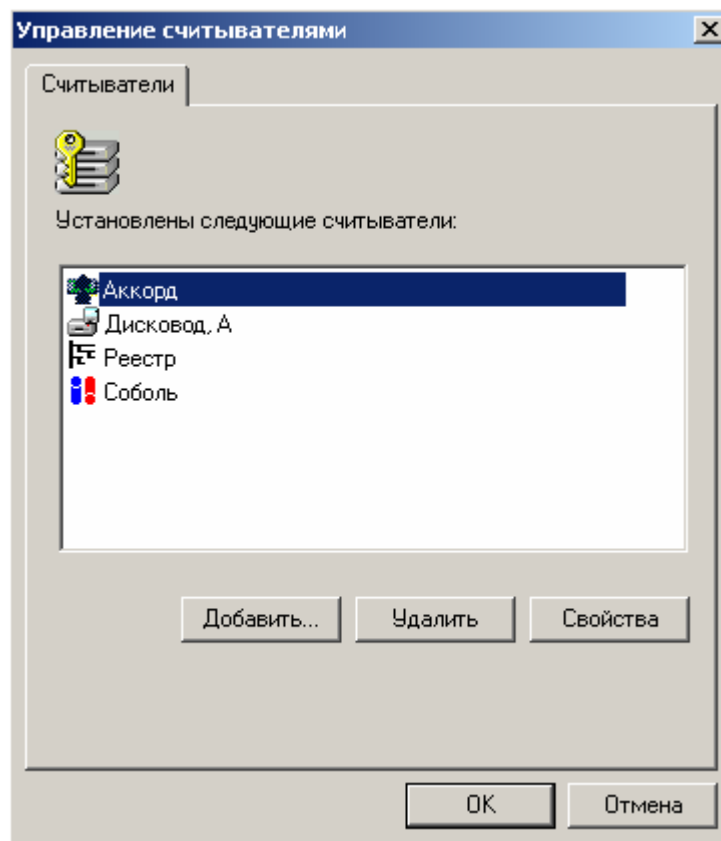 Управление считывателями
Считыватели
Установлены следующие считыватели:
Аккорд
Дисковод, А
Реестр
Соболь
Добавить... Удалить Свойства
OK Отмена